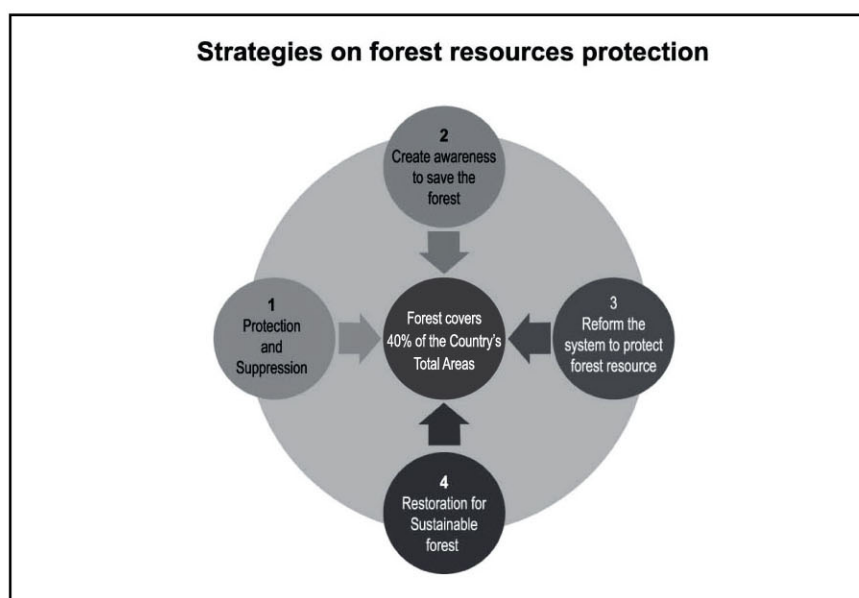 Strategies on forest resources protection
2
Create awareness
to save the
forest
1
Protection
and
Suppression
Forest covers
40% of the Country's
Total Areas
3
Reform the
system to protect
forest resource
4
Restoration for
Sustainable
forest